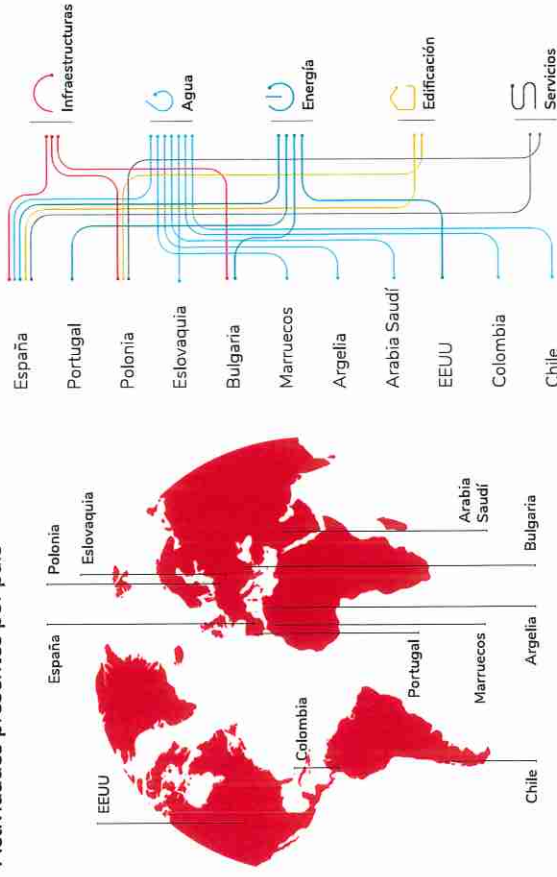 Actividades presentes por país
EEUU
España
Polonia
Eslovaquia
Colombia
Chile
Portugal
Marruecos
Argelia
Arabia
Saudí
Bulgaria
España
Portugal
Polonia
Eslovaquia
Bulgaria
Marruecos
Argelia
Arabia Saudí
EEUU
Colombia
Chile
Infraestructuras
Agua
Energía
Edificación
Servicios